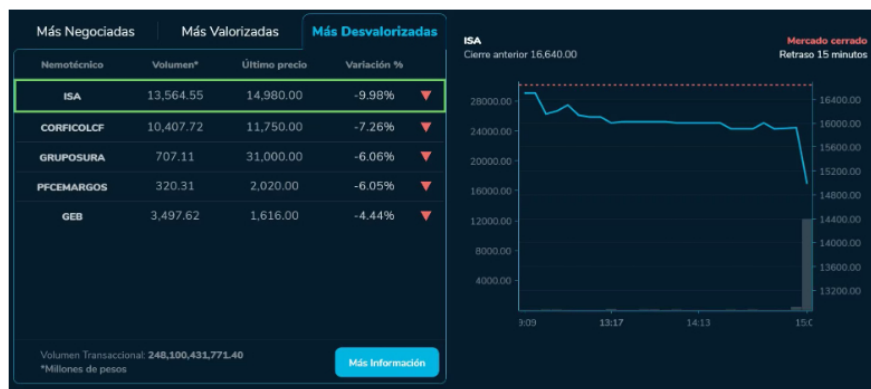 Más Negociadas Más Valorizadas Más Desvalorizadas
Nemotécnico Volumen* Último precio Variación %
ISA 13,564.55 14,980.00 -9.98% ▼
CORFICOLCF 10,407.72 11,750.00 -7.26% ▼
GRUPOSURA 707.11 31,000.00 -6.06% ▼
PFCEMARGOS 320.31 2,020.00 -6.05% ▼
GEB 3,497.62 1,616.00 -4.44% ▼
Volumen Transaccional: 248,100,431,771.40
*Millones de pesos
Más Información
ISA Mercado cerrado
Cierre anterior 16,640.00 Retraso 15 minutos
28000.00
24000.00
20000.00
16000.00
12000.00
8000.00
4000.00
16400.00
16000.00
15600.00
15200.00
14800.00
14400.00
14000.00
13600.00
13200.00
9:09 13:17 14:13 15:0